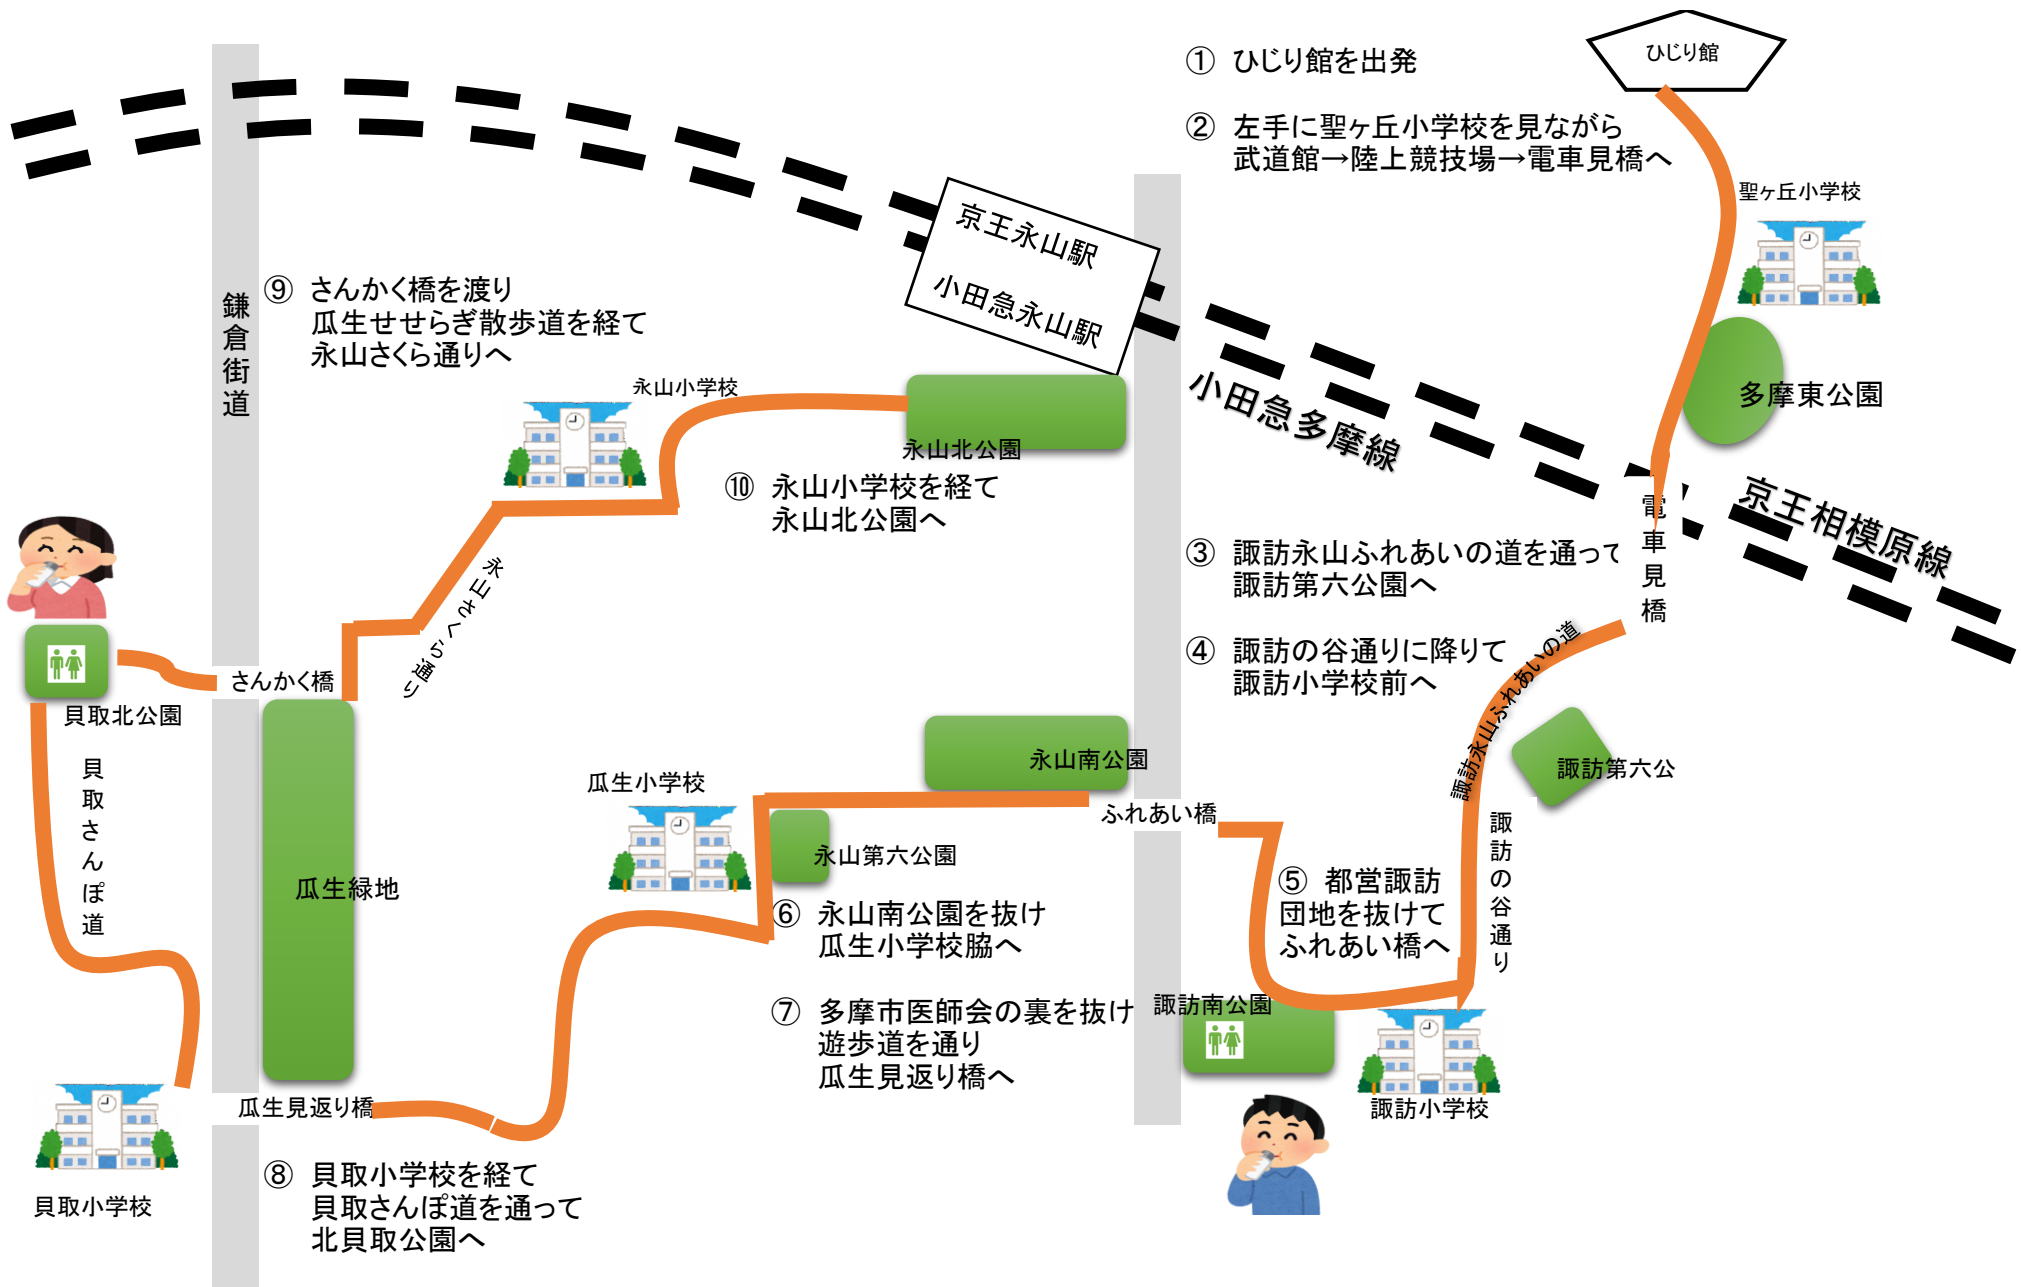 ① ひじり館を出発
② 左手に聖ヶ丘小学校を見ながら
武道館→陸上競技場→電車見橋へ
ひじり館
聖ヶ丘小学校
多摩東公園
京王永山駅
小田急永山駅
小田急多摩線
京王相模原線
電車見橋
鎌倉街道
⑨ さんかく橋を渡り
瓜生せせらぎ散歩道を経て
永山さくら通りへ
永山小学校
永山北公園
⑩ 永山小学校を経て
永山北公園へ
永山さくら通り
③ 諏訪永山ふれあいの道を通って
諏訪第六公園へ
④ 諏訪の谷通りに降りて
諏訪小学校前へ
諏訪永山ふれあいの道
諏訪第六公
諏訪の谷通り
さんかく橋
貝取北公園
貝取さんぽ道
瓜生緑地
瓜生小学校
永山南公園
ふれあい橋
永山第六公園
⑤ 都営諏訪
団地を抜けて
ふれあい橋へ
⑥ 永山南公園を抜け
瓜生小学校脇へ
⑦ 多摩市医師会の裏を抜け
遊歩道を通り
瓜生見返り橋へ
諏訪南公園
諏訪小学校
瓜生見返り橋
貝取小学校
⑧ 貝取小学校を経て
貝取さんぽ道を通って
北貝取公園へ